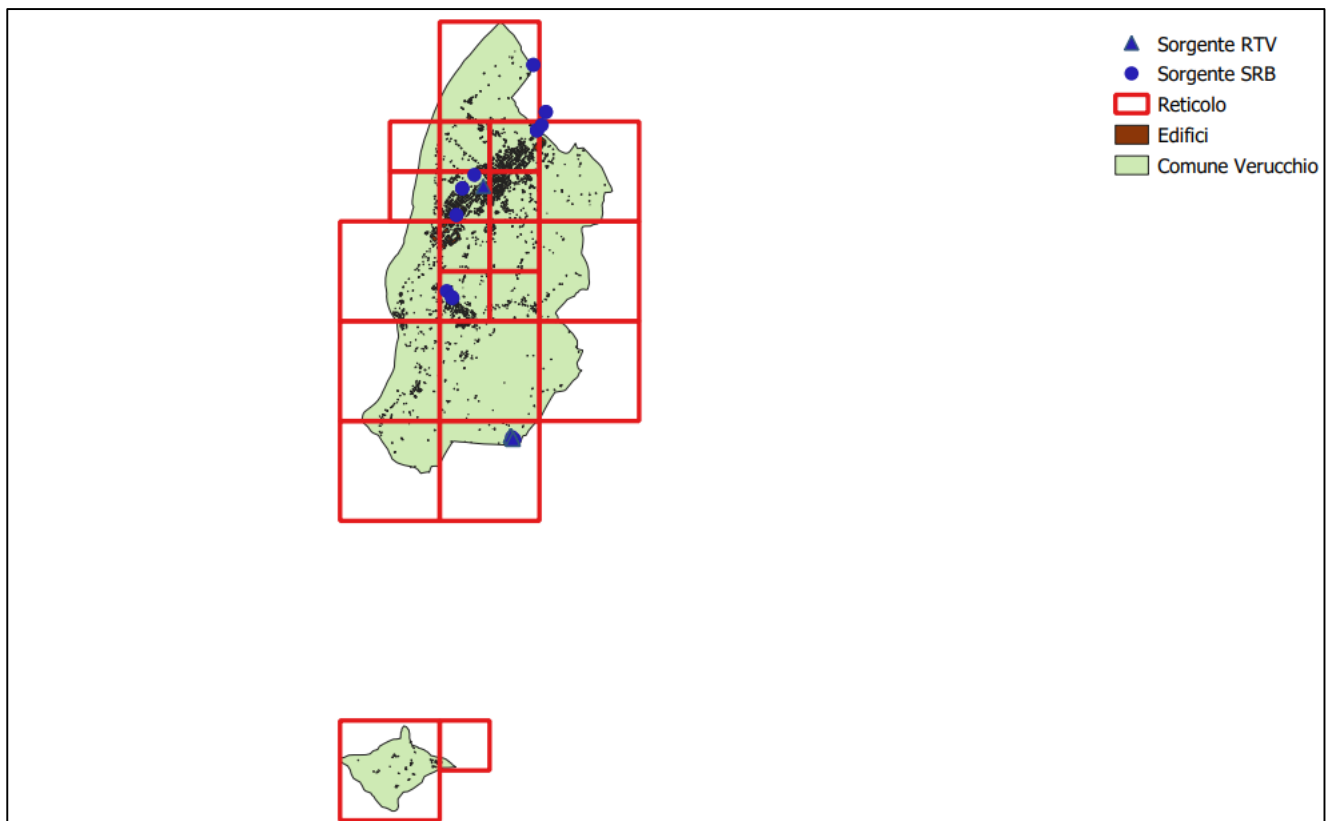 Sorgente RTV
Sorgente SRB
Reticolo
Edifici
Comune Verucchio